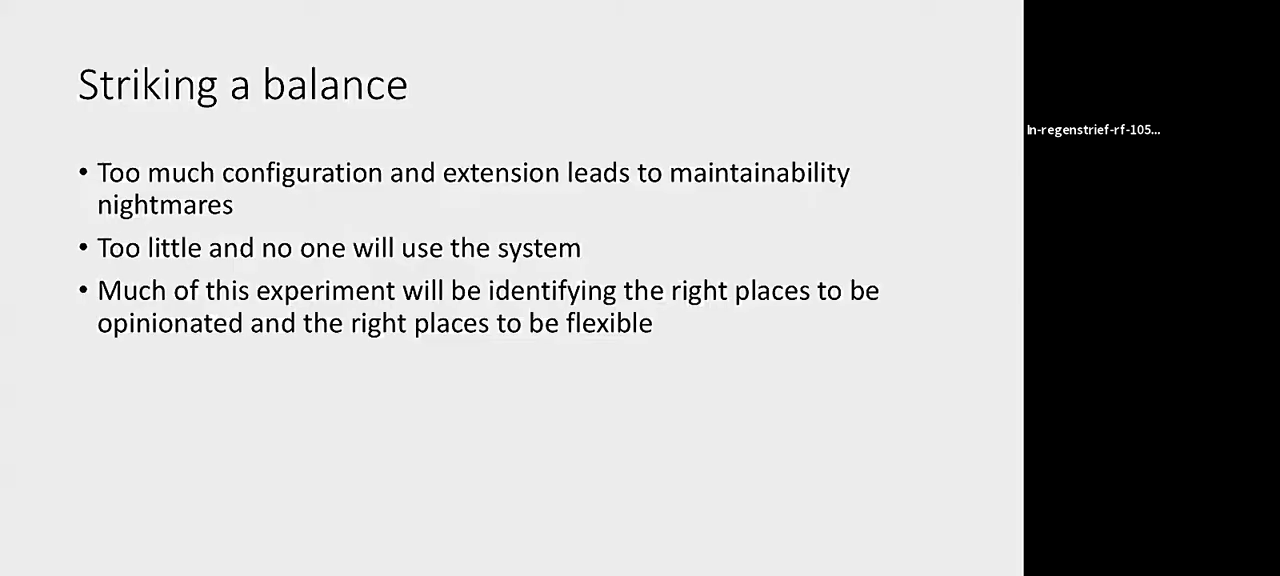 Striking a balance
• Too much configuration and extension leads to maintainability
nightmares
• Too little and no one will use the system
• Much of this experiment will be identifying the right places to be
opinionated and the right places to be flexible
In-regenstrief-rf-105...